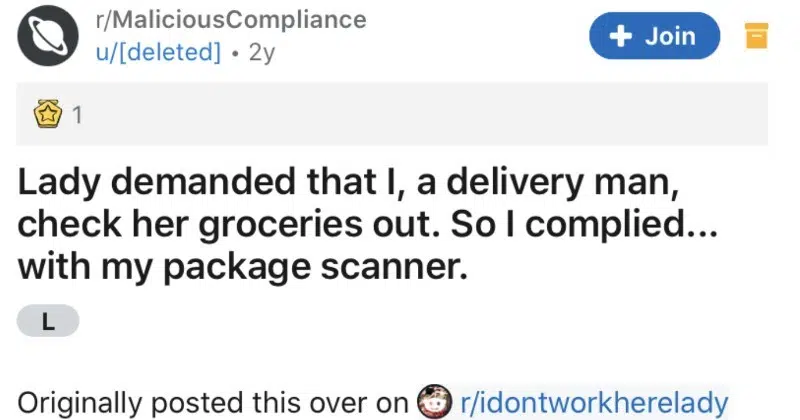 r/MaliciousCompliance
u/[deleted] • 2y
+ Join
1
Lady demanded that I, a delivery man,
check her groceries out. So I complied...
with my package scanner.
L
Originally posted this over on r/idontworkherelady